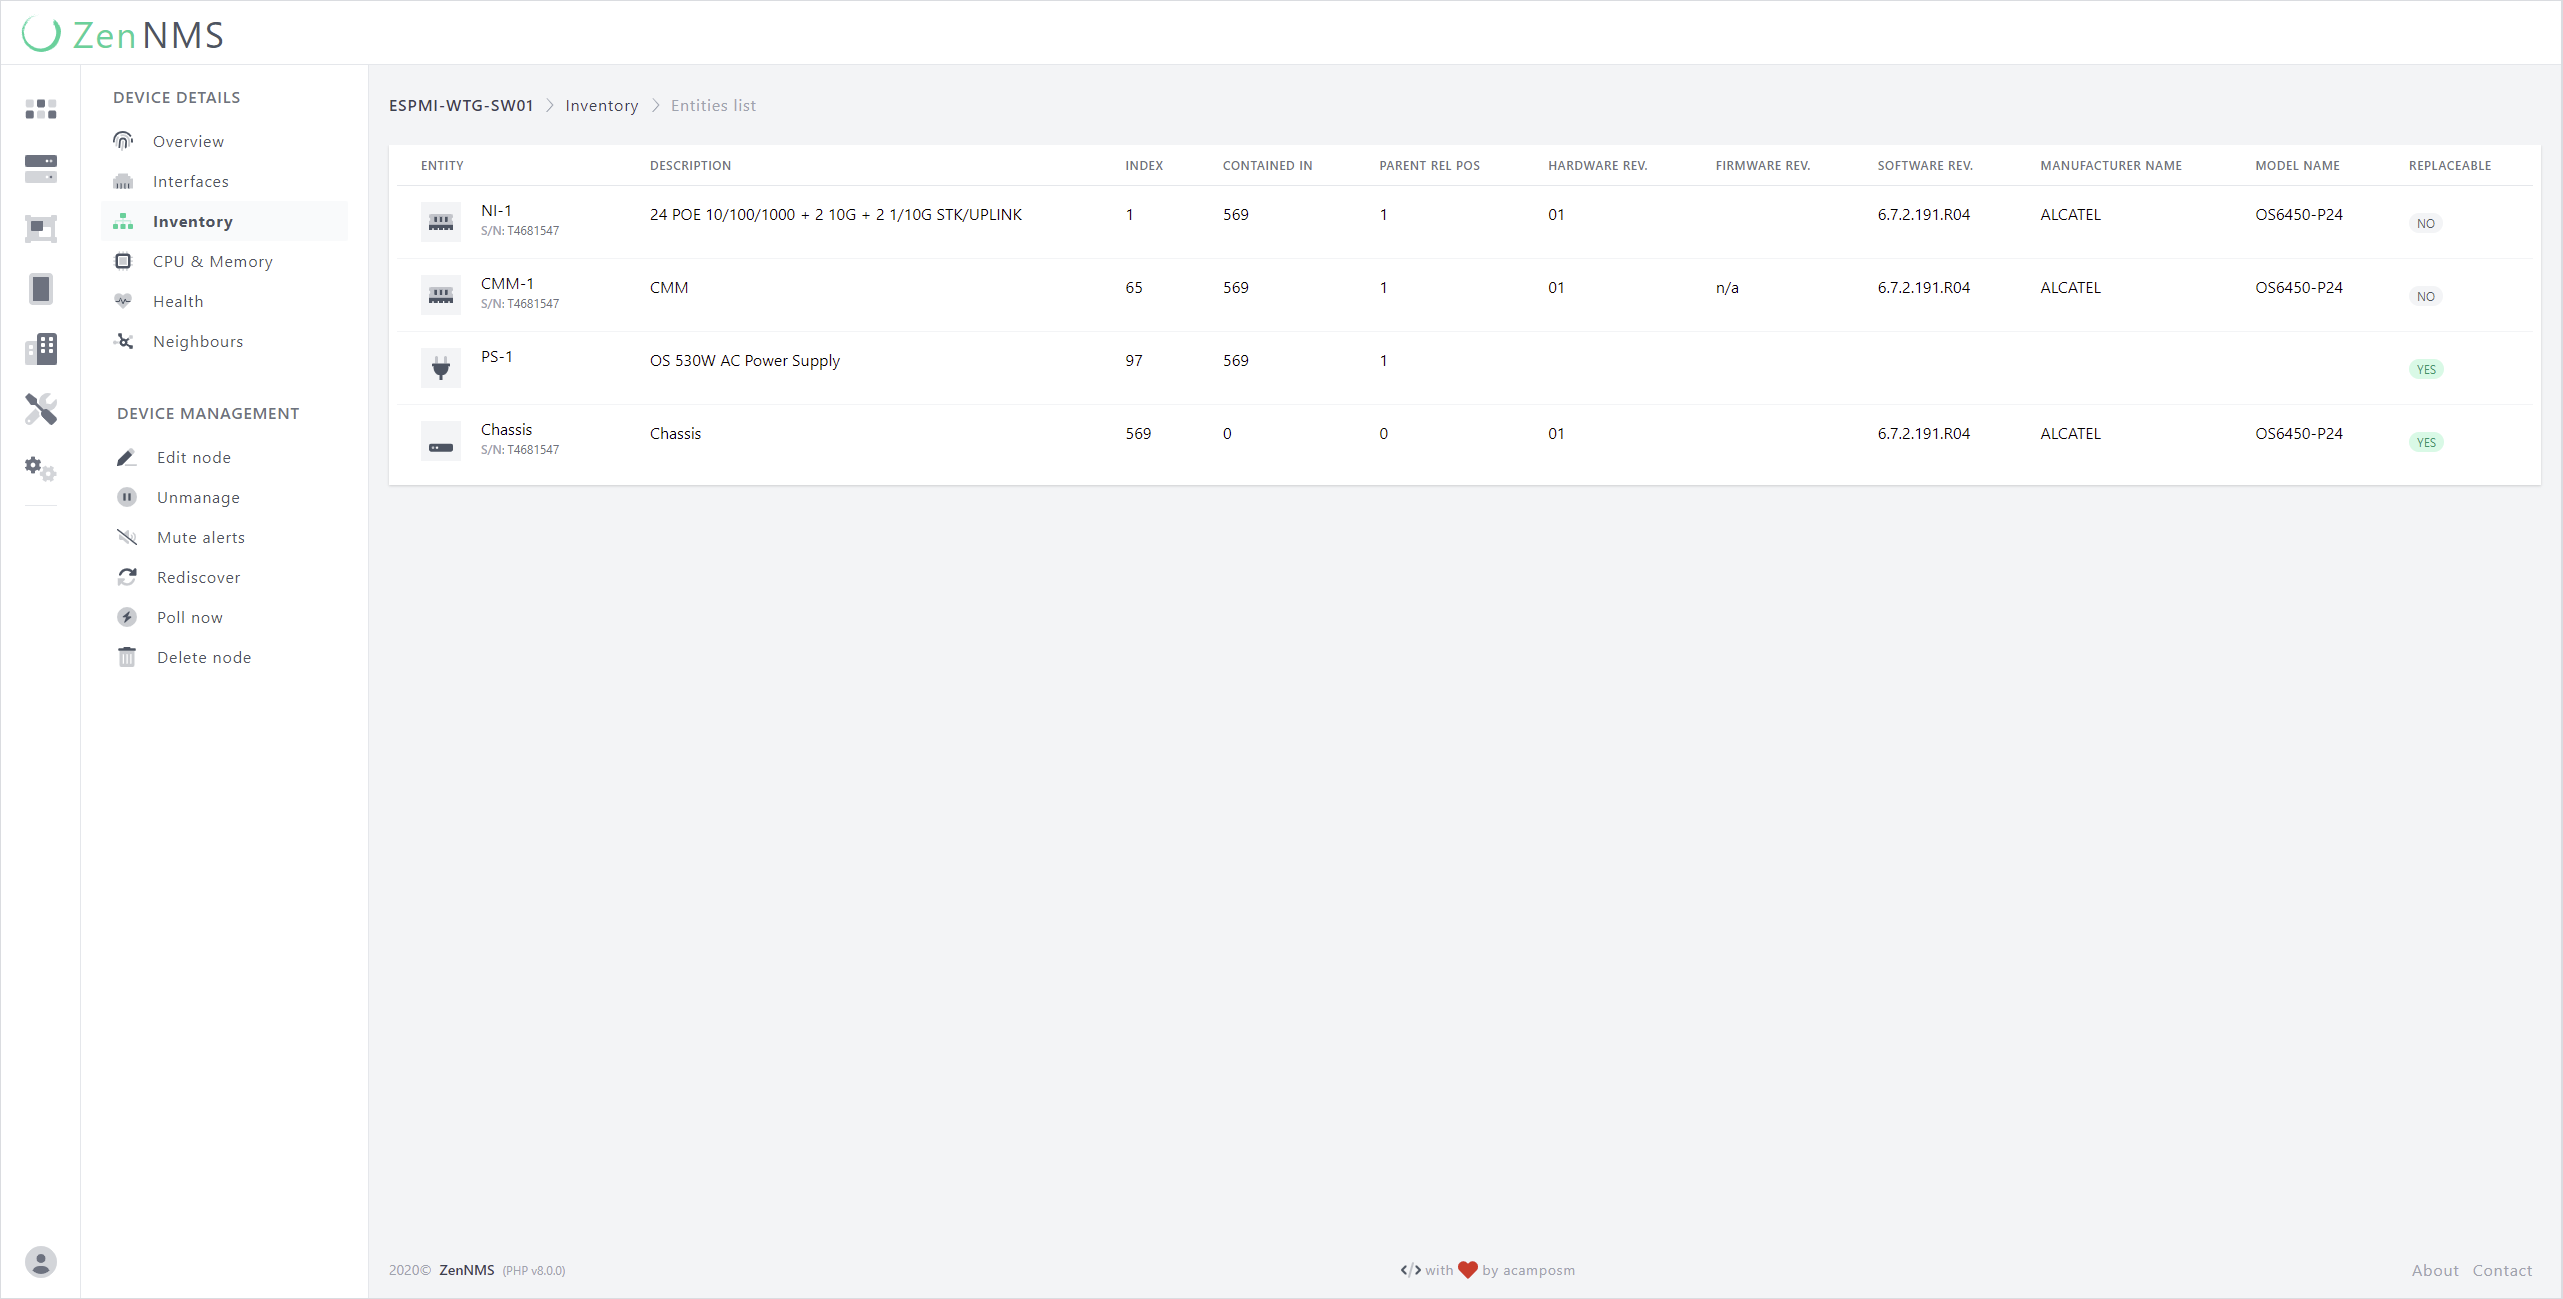 ZenNMS
DEVICE DETAILS
Overview
Interfaces
Inventory
CPU & Memory
Health
Neighbours
DEVICE MANAGEMENT
Edit node
Unmanage
Mute alerts
Rediscover
Poll now
Delete node
ESPMI-WTG-SW01 Inventory Entities list
ENTITY DESCRIPTION INDEX CONTAINED IN PARENT REL POS HARDWARE REV. FIRMWARE REV. SOFTWARE REV. MANUFACTURER NAME MODEL NAME REPLACEABLE
NI-1 24 POE 10/100/1000 + 2 10G + 2 1/10G STK/UPLINK 1 569 1 01 6.7.2.191.R04 ALCATEL OS6450-P24 NO
S/N: T4681547
CMM-1 CMM 65 569 1 01 n/a 6.7.2.191.R04 ALCATEL OS6450-P24 NO
S/N: T4681547
PS-1 OS 530W AC Power Supply 97 569 1 YES
Chassis Chassis 569 0 0 01 6.7.2.191.R04 ALCATEL OS6450-P24 YES
S/N: T4681547
2020© ZenNMS (PHP v8.0.0) </> with by acamposm About Contact